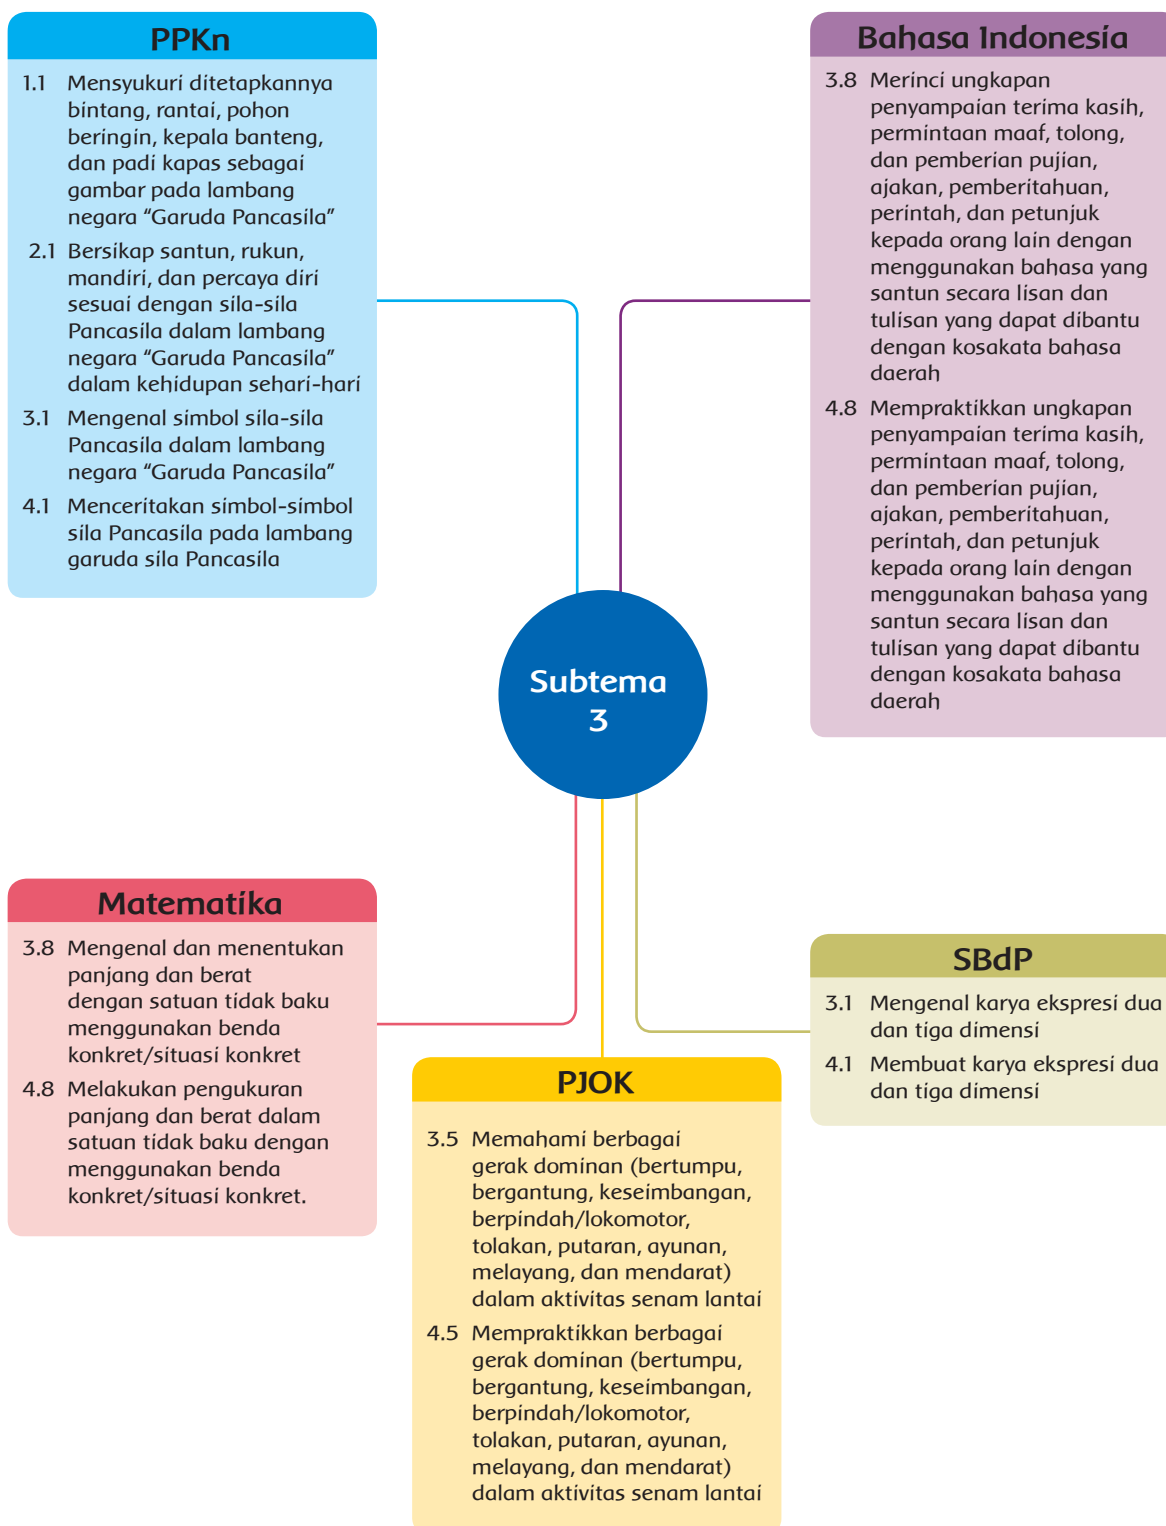 PPKn
1.1 Mensyukuri ditetapkannya
bintang, rantai, pohon
beringin, kepala banteng,
dan padi kapas sebagai
gambar pada lambang
negara “Garuda Pancasila”
2.1 Bersikap santun, rukun,
mandiri, dan percaya diri
sesuai dengan sila-sila
Pancasila dalam lambang
negara “Garuda Pancasila”
dalam kehidupan sehari-hari
3.1 Mengenal simbol sila-sila
Pancasila dalam lambang
negara “Garuda Pancasila”
4.1 Menceritakan simbol-simbol
sila Pancasila pada lambang
garuda sila Pancasila
Bahasa Indonesia
3.8 Merinci ungkapan
penyampaian terima kasih,
permintaan maaf, tolong,
dan pemberian pujian,
ajakan, pemberitahuan,
perintah, dan petunjuk
kepada orang lain dengan
menggunakan bahasa yang
santun secara lisan dan
tulisan yang dapat dibantu
dengan kosakata bahasa
daerah
4.8 Mempraktikkan ungkapan
penyampaian terima kasih,
permintaan maaf, tolong,
dan pemberian pujian,
ajakan, pemberitahuan,
perintah, dan petunjuk
kepada orang lain dengan
menggunakan bahasa yang
santun secara lisan dan
tulisan yang dapat dibantu
dengan kosakata bahasa
daerah
Subtema
3
Matematika
3.8 Mengenal dan menentukan
panjang dan berat
dengan satuan tidak baku
menggunakan benda
konkret/situasi konkret
4.8 Melakukan pengukuran
panjang dan berat dalam
satuan tidak baku dengan
menggunakan benda
konkret/situasi konkret.
PJOK
3.5 Memahami berbagai
gerak dominan (bertumpu,
bergantung, keseimbangan,
berpindah/lokomotor,
tolakan, putaran, ayunan,
melayang, dan mendarat)
dalam aktivitas senam lantai
4.5 Mempraktikkan berbagai
gerak dominan (bertumpu,
bergantung, keseimbangan,
berpindah/lokomotor,
tolakan, putaran, ayunan,
melayang, dan mendarat)
dalam aktivitas senam lantai
SBdP
3.1 Mengenal karya ekspresi dua
dan tiga dimensi
4.1 Membuat karya ekspresi dua
dan tiga dimensi